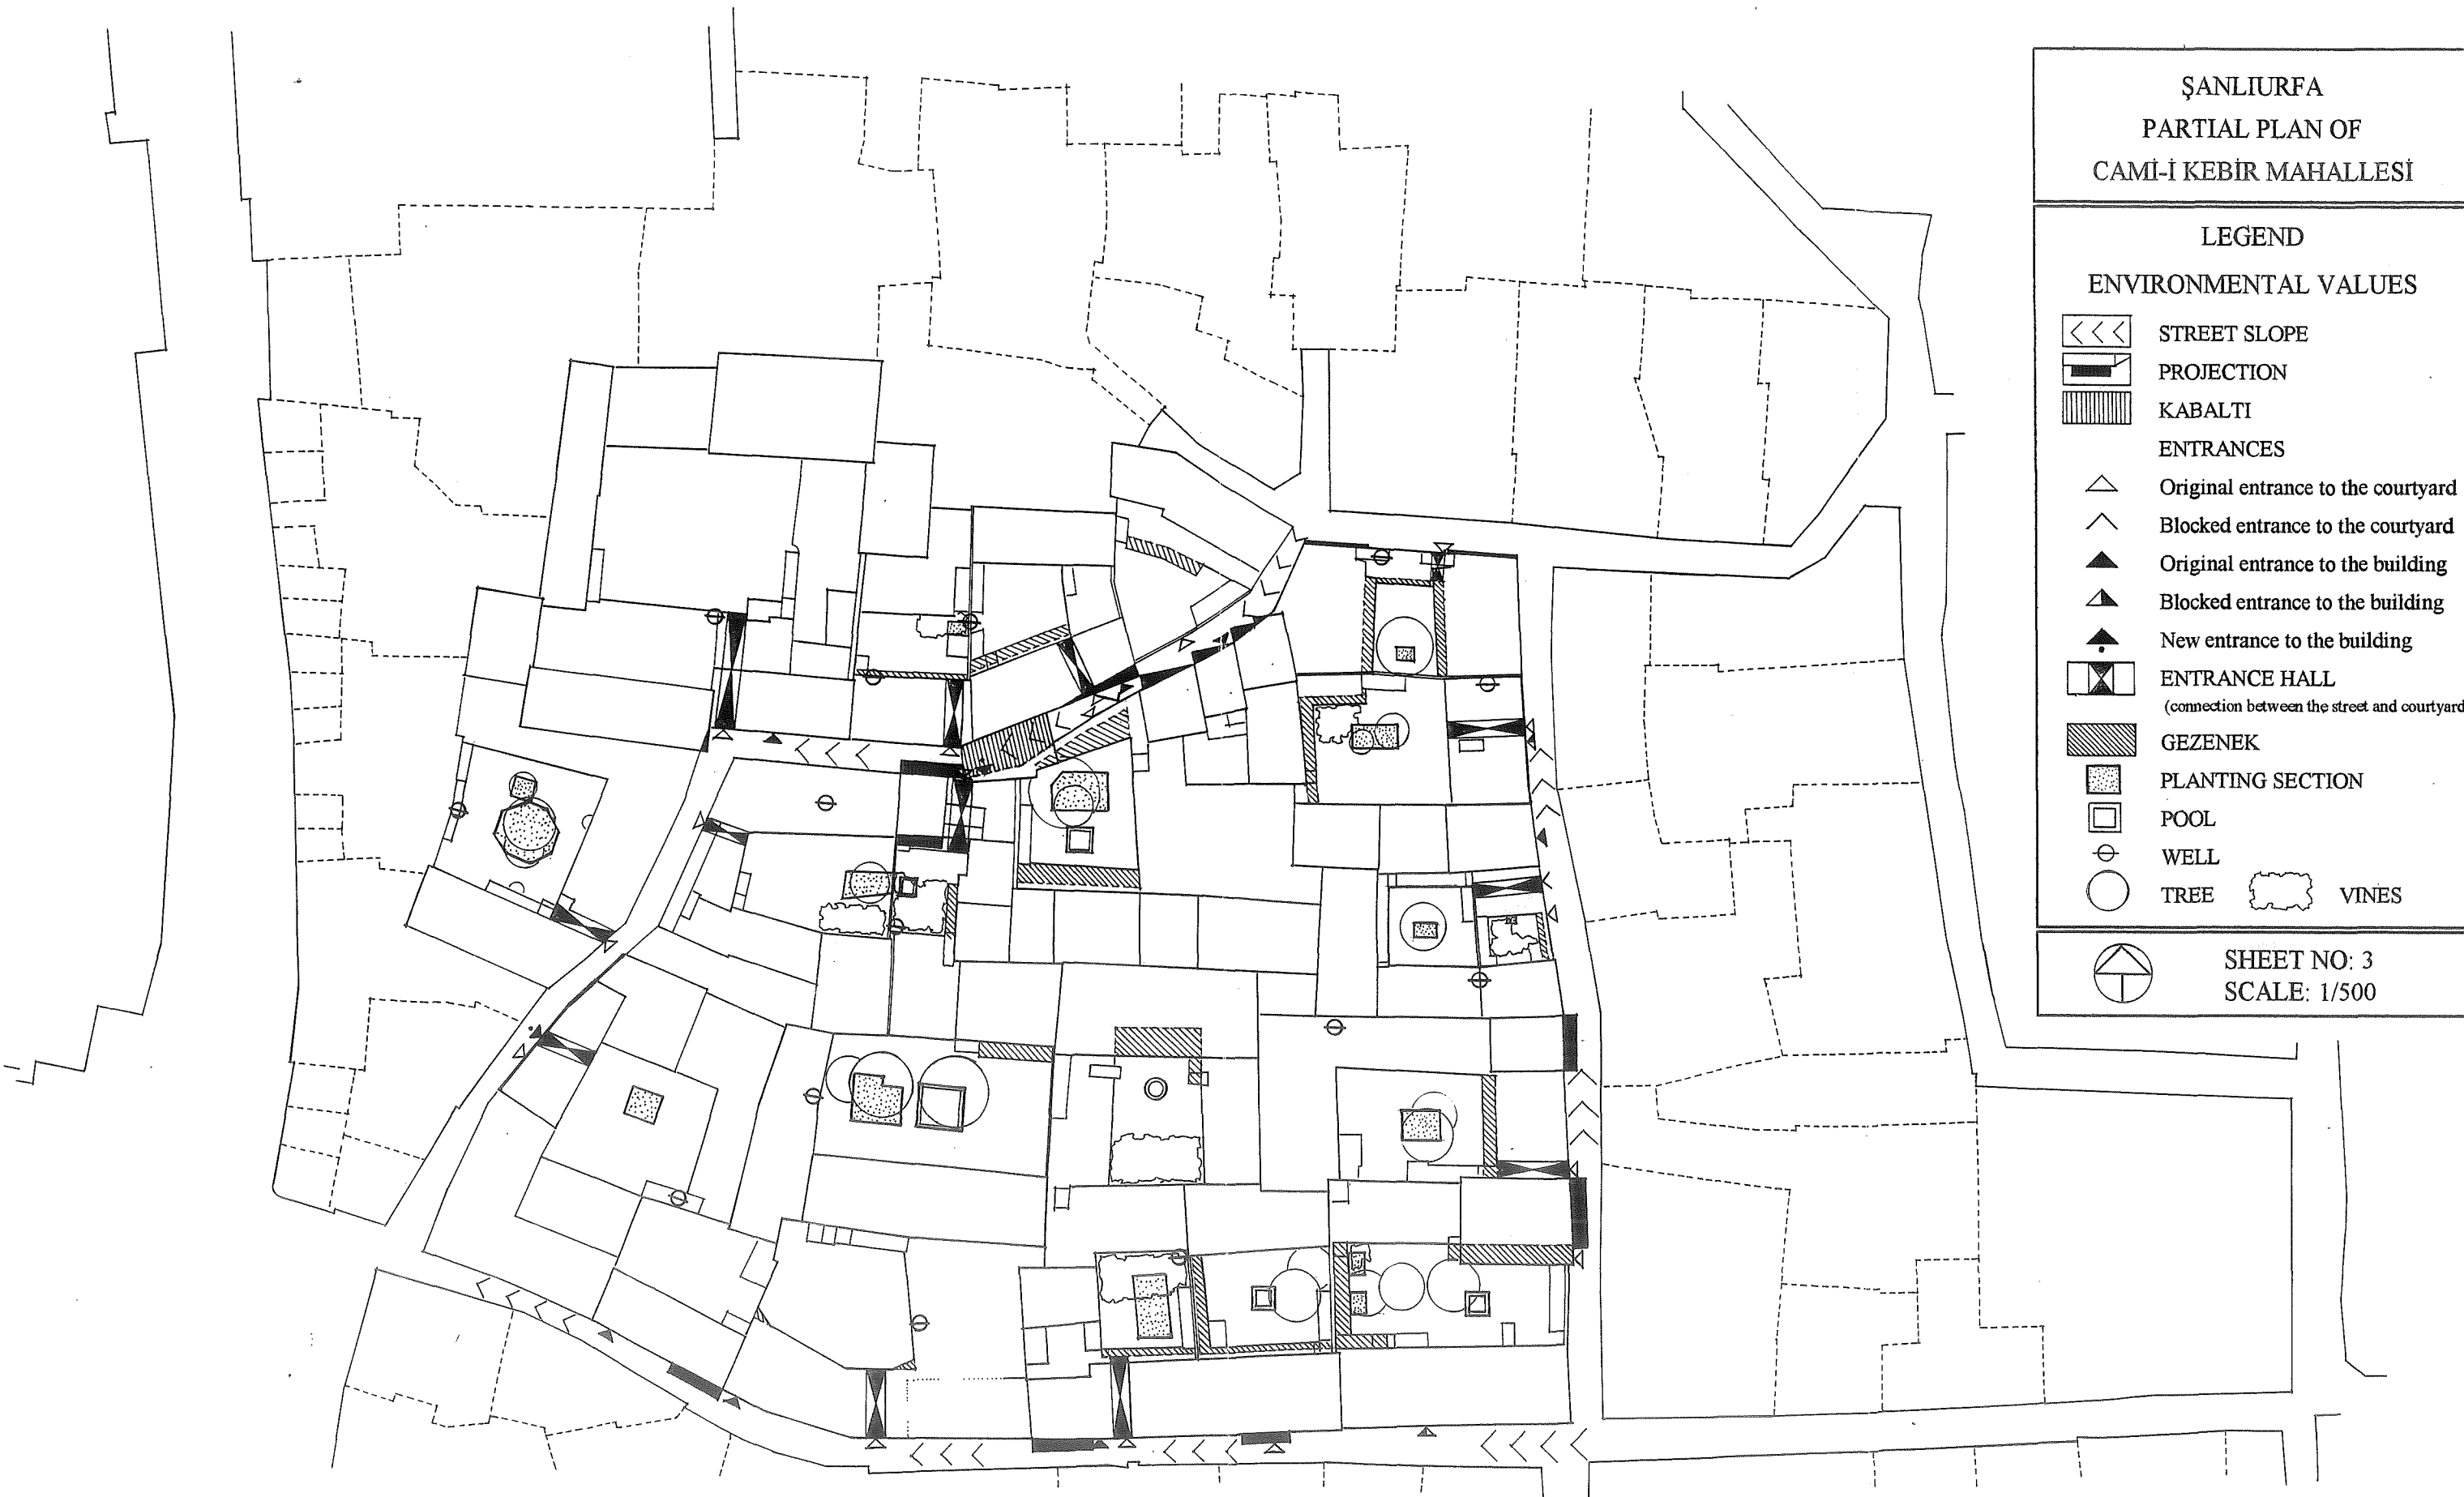 ŞANLIURFA
PARTIAL PLAN OF
CAMİ-İ KEBİR MAHALLESİ
LEGEND
ENVIRONMENTAL VALUES
STREET SLOPE
PROJECTION
KABALTI
ENTRANCES
Original entrance to the courtyard
Blocked entrance to the courtyard
Original entrance to the building
Blocked entrance to the building
New entrance to the building
ENTRANCE HALL
(connection between the street and courtyard
GEZENEK
PLANTING SECTION
POOL
WELL
TREE VINES
SHEET NO: 3
SCALE: 1/500